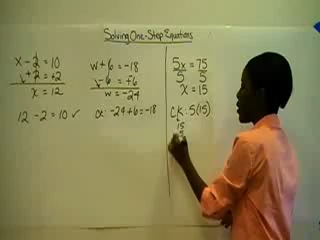 Solving One-Step Equations
x - 2 = 10
+2 = +2
x = 12
12 - 2 = 10 ✓
w + 6 = -18
-6 = +6
w = -24
-24 + 6 = -18
5x = 75
5 5
x = 15
CK: 5(15)
15